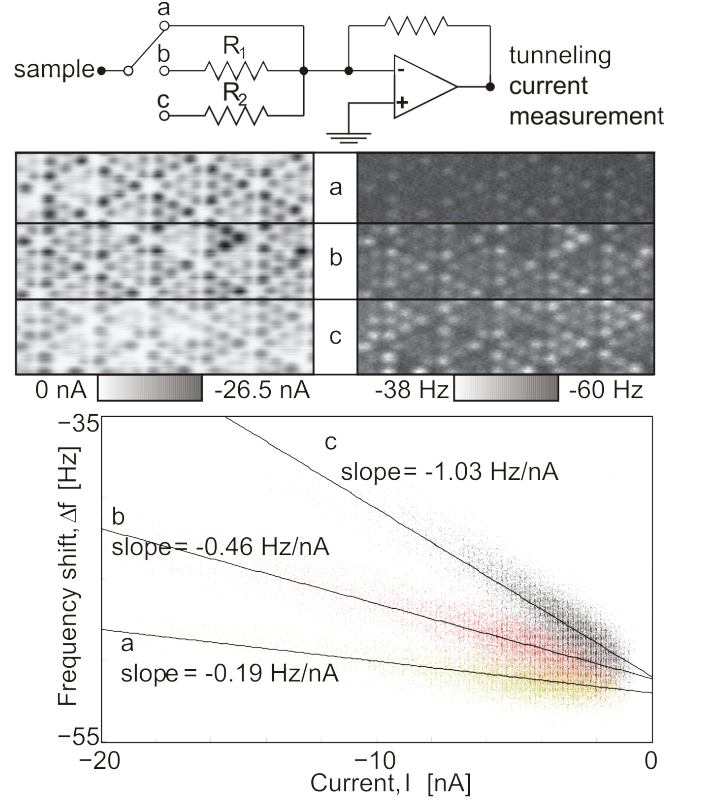 a
b
c
sample
R₁
R₂
-
+
tunneling
current
measurement
a
b
c
0 nA
-26.5 nA
-38 Hz
-60 Hz
−35
−55
Frequency shift, Δf [Hz]
c
slope= -1.03 Hz/nA
b
slope= -0.46 Hz/nA
a
slope = -0.19 Hz/nA
−20
−10
0
Current, I [nA]